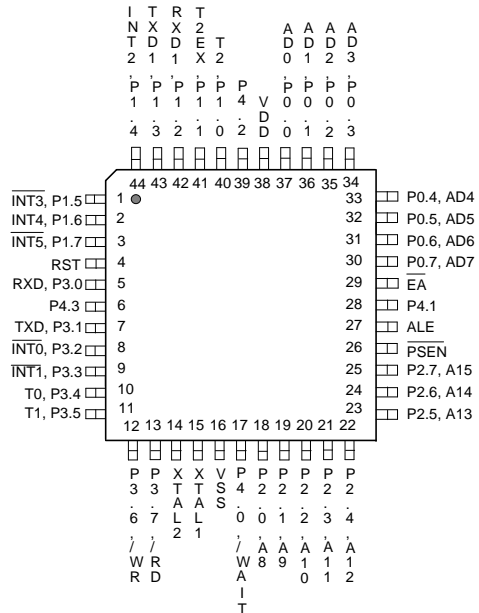 INT2, P1.4
TXD1, P1.3
RXD1, P1.2
T2EX, P1.1
T2, P1.0
P4.2
VDD
AD0, P0.0
AD1, P0.1
AD2, P0.2
AD3, P0.3
44 43 42 41 40 39 38 37 36 35 34
INT3, P1.5 1
INT4, P1.6 2
INT5, P1.7 3
RST 4
RXD, P3.0 5
P4.3 6
TXD, P3.1 7
INT0, P3.2 8
INT1, P3.3 9
T0, P3.4 10
T1, P3.5 11
33 P0.4, AD4
32 P0.5, AD5
31 P0.6, AD6
30 P0.7, AD7
29 EA
28 P4.1
27 ALE
26 PSEN
25 P2.7, A15
24 P2.6, A14
23 P2.5, A13
12 13 14 15 16 17 18 19 20 21 22
P3.6, /WR
P3.7, /RD
XTAL2
XTAL1
VSS
P4.0, /WAIT
P2.0, A8
P2.1, A9
P2.2, A10
P2.3, A11
P2.4, A12